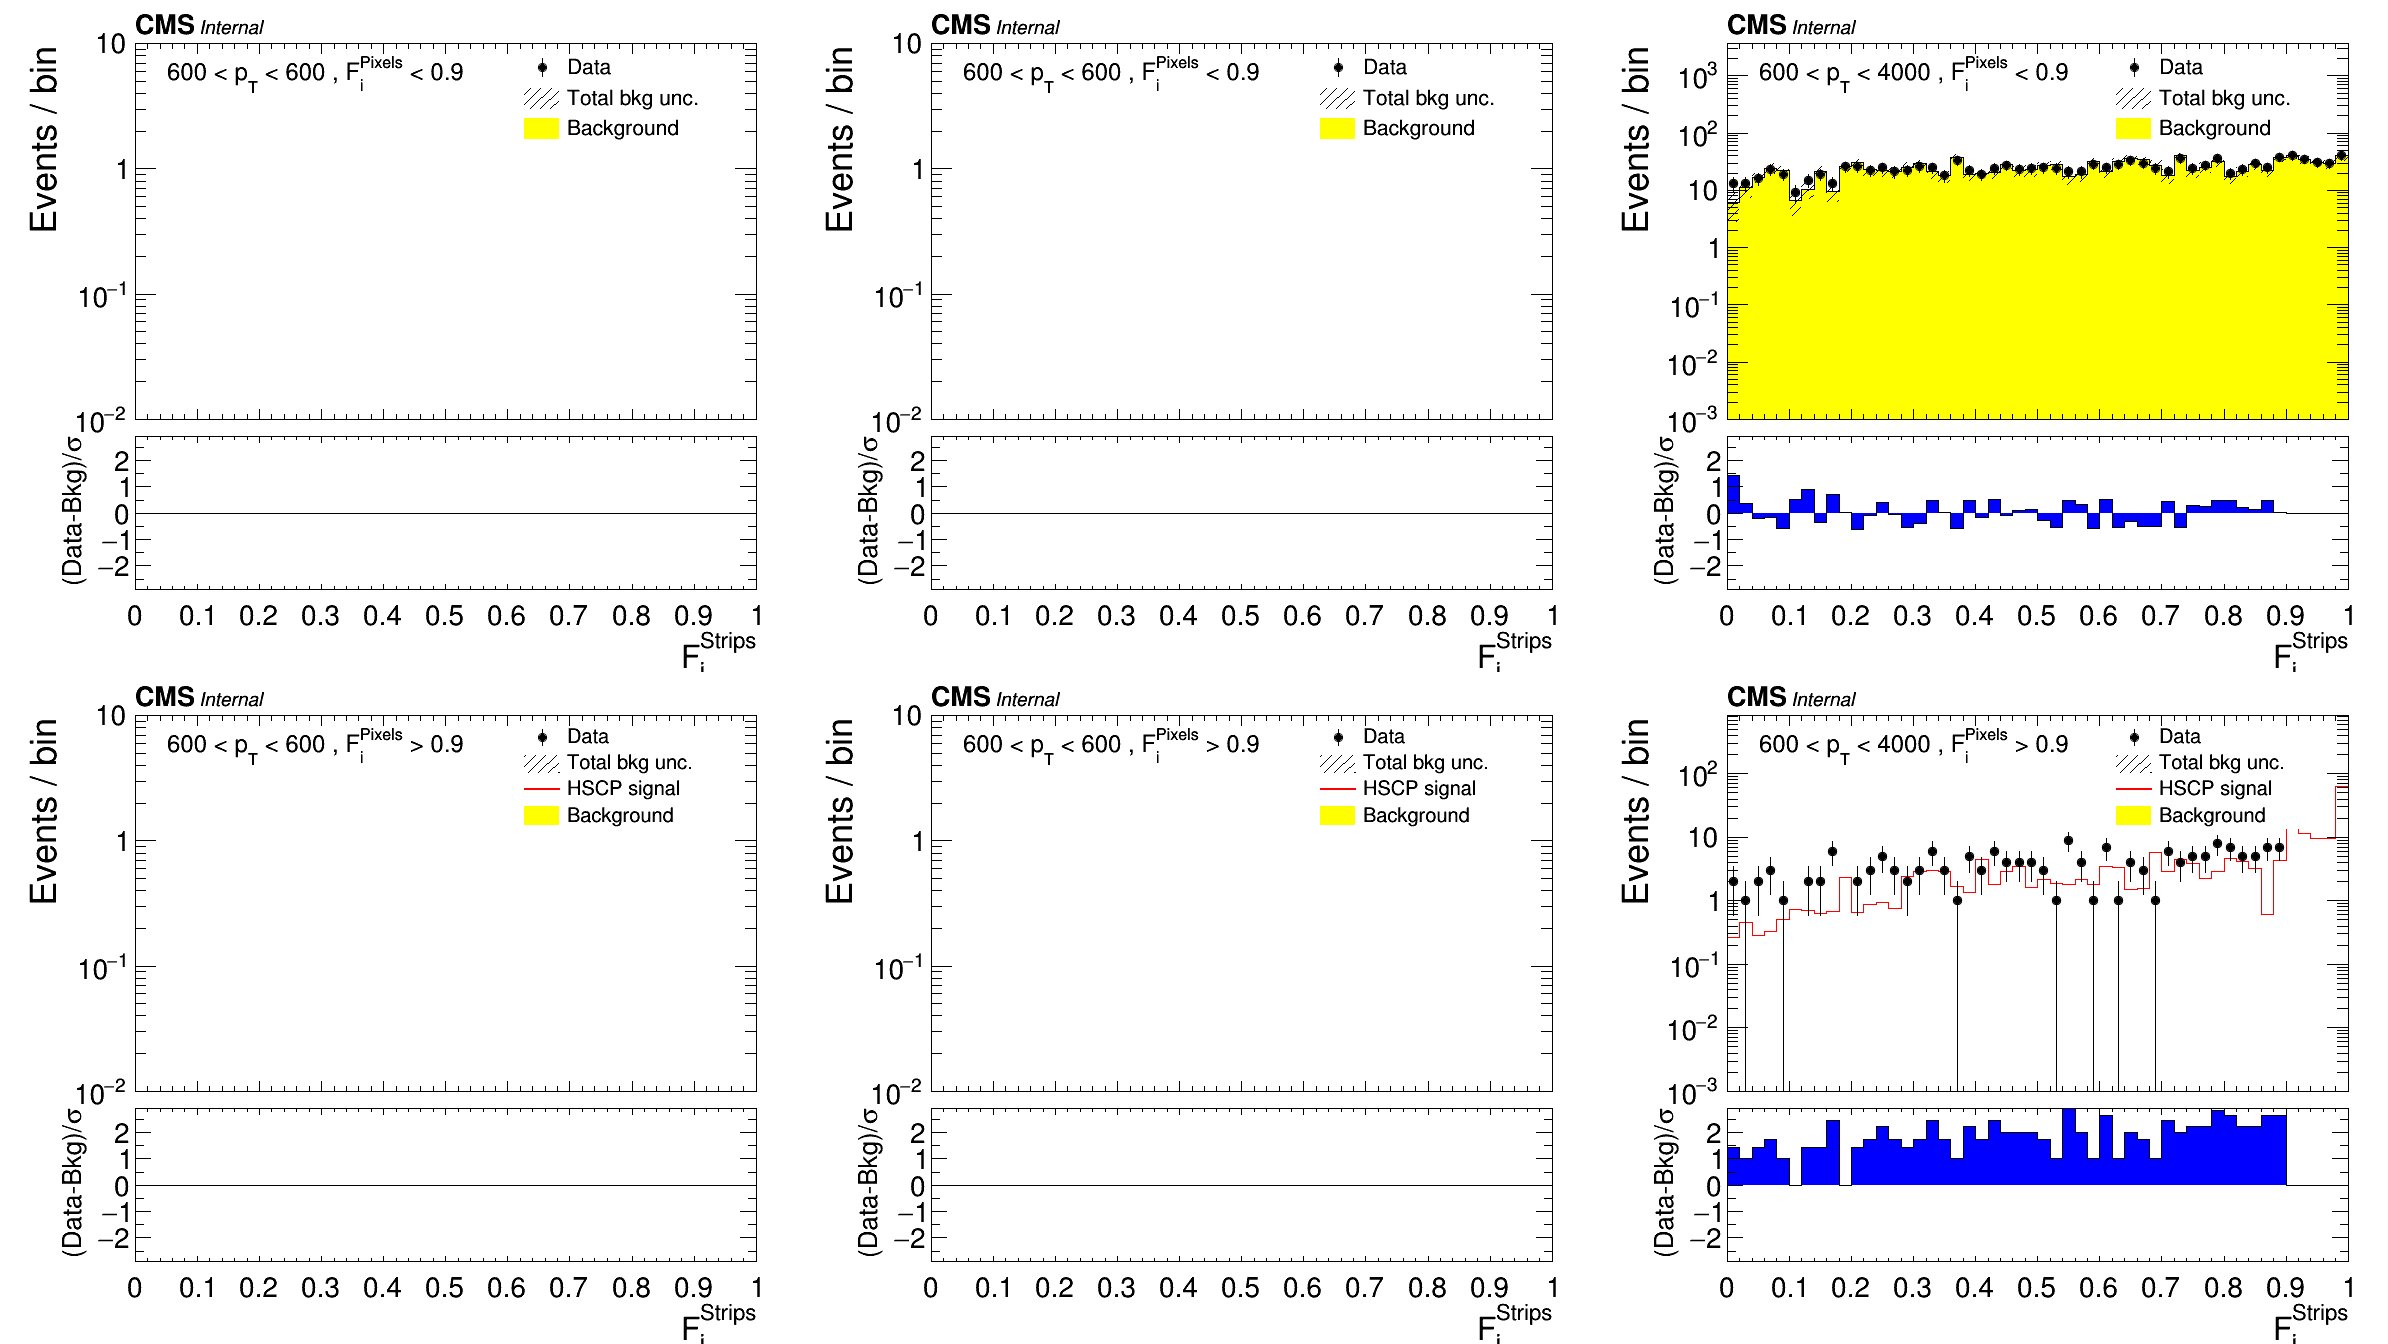 CMS Internal
Events / bin
10
1
10⁻¹
10⁻²
600 < p_T < 600 , F_i^Pixels < 0.9
Data
Total bkg unc.
Background
(Data-Bkg)/σ
2
1
0
−1
−2
0 0.1 0.2 0.3 0.4 0.5 0.6 0.7 0.8 0.9 1
F_i^Strips
CMS Internal
Events / bin
10
1
10⁻¹
10⁻²
600 < p_T < 600 , F_i^Pixels < 0.9
Data
Total bkg unc.
Background
(Data-Bkg)/σ
2
1
0
−1
−2
0 0.1 0.2 0.3 0.4 0.5 0.6 0.7 0.8 0.9 1
F_i^Strips
CMS Internal
Events / bin
10³
10²
10
1
10⁻¹
10⁻²
10⁻³
600 < p_T < 4000 , F_i^Pixels < 0.9
Data
Total bkg unc.
Background
(Data-Bkg)/σ
2
1
0
−1
−2
0 0.1 0.2 0.3 0.4 0.5 0.6 0.7 0.8 0.9 1
F_i^Strips
CMS Internal
Events / bin
10
1
10⁻¹
10⁻²
600 < p_T < 600 , F_i^Pixels > 0.9
Data
Total bkg unc.
HSCP signal
Background
(Data-Bkg)/σ
2
1
0
−1
−2
0 0.1 0.2 0.3 0.4 0.5 0.6 0.7 0.8 0.9 1
F_i^Strips
CMS Internal
Events / bin
10
1
10⁻¹
10⁻²
600 < p_T < 600 , F_i^Pixels > 0.9
Data
Total bkg unc.
HSCP signal
Background
(Data-Bkg)/σ
2
1
0
−1
−2
0 0.1 0.2 0.3 0.4 0.5 0.6 0.7 0.8 0.9 1
F_i^Strips
CMS Internal
Events / bin
10²
10
1
10⁻¹
10⁻²
10⁻³
600 < p_T < 4000 , F_i^Pixels > 0.9
Data
Total bkg unc.
HSCP signal
Background
(Data-Bkg)/σ
2
1
0
−1
−2
0 0.1 0.2 0.3 0.4 0.5 0.6 0.7 0.8 0.9 1
F_i^Strips